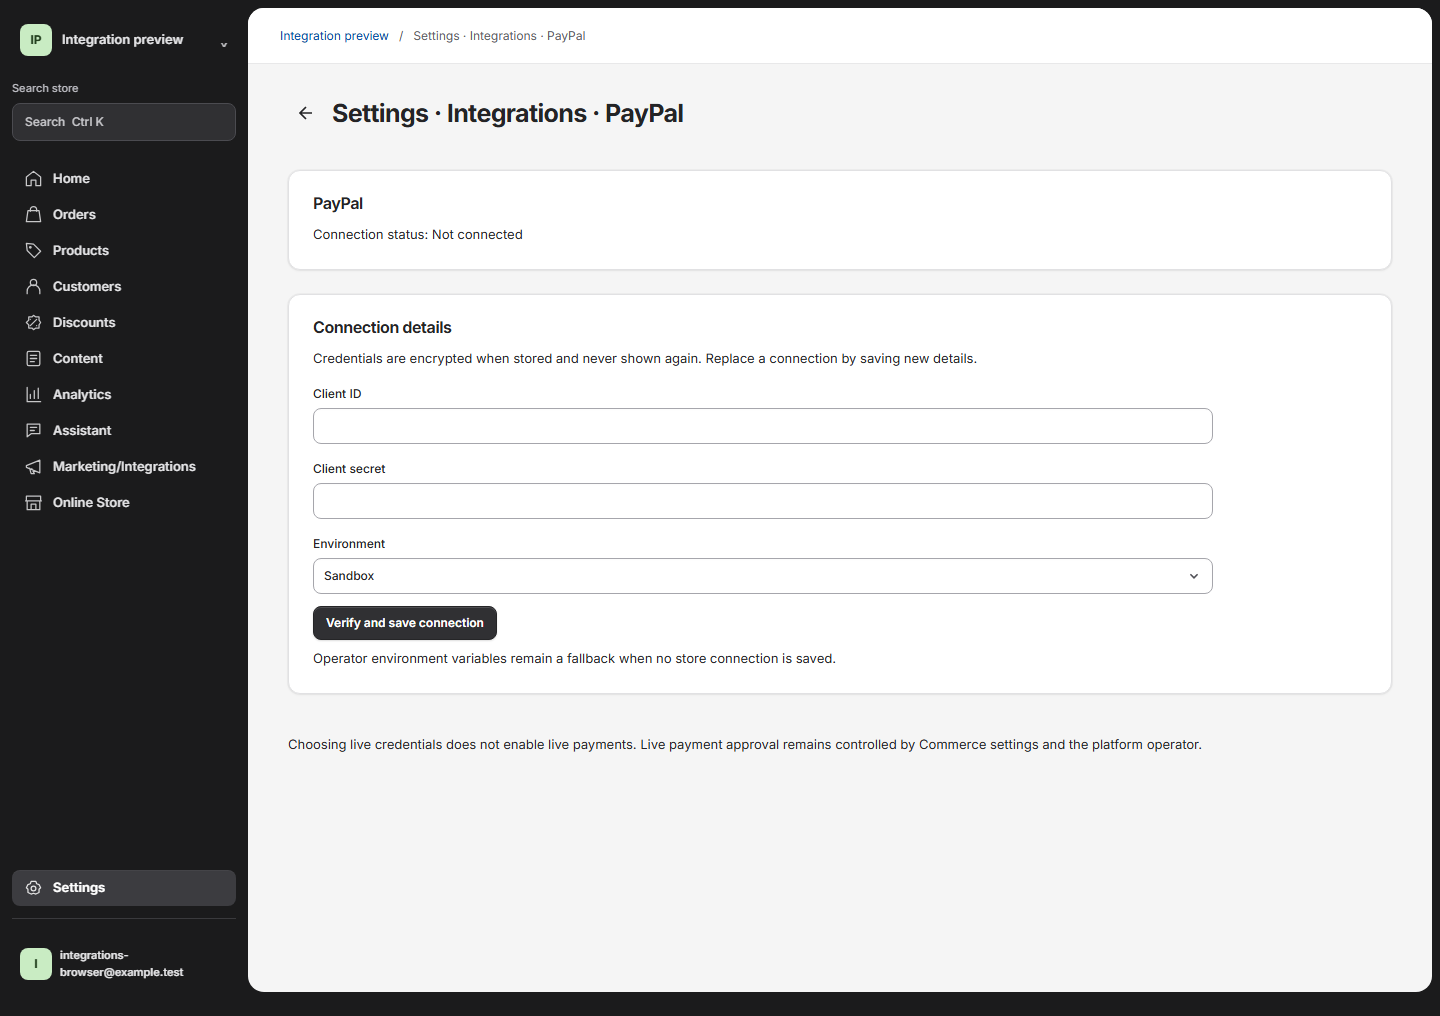 IP Integration preview
Search store
Search Ctrl K
Home
Orders
Products
Customers
Discounts
Content
Analytics
Assistant
Marketing/Integrations
Online Store
Settings
I
integrations-
browser@example.test
Integration preview / Settings · Integrations · PayPal
Settings · Integrations · PayPal
PayPal
Connection status: Not connected
Connection details
Credentials are encrypted when stored and never shown again. Replace a connection by saving new details.
Client ID
Client secret
Environment
Sandbox
Verify and save connection
Operator environment variables remain a fallback when no store connection is saved.
Choosing live credentials does not enable live payments. Live payment approval remains controlled by Commerce settings and the platform operator.